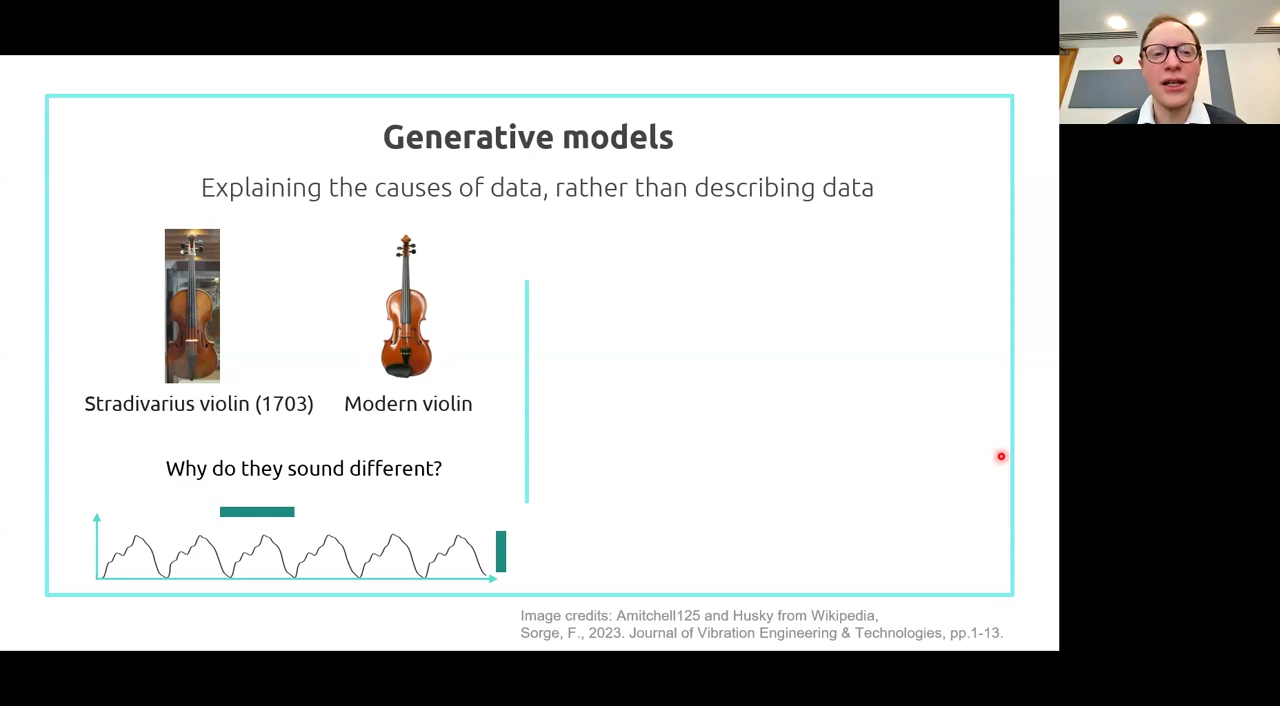 Generative models
Explaining the causes of data, rather than describing data
Stradivarius violin (1703)
Modern violin
Why do they sound different?
Image credits: Amitchell125 and Husky from Wikipedia,
Sorge, F., 2023. Journal of Vibration Engineering & Technologies, pp.1-13.